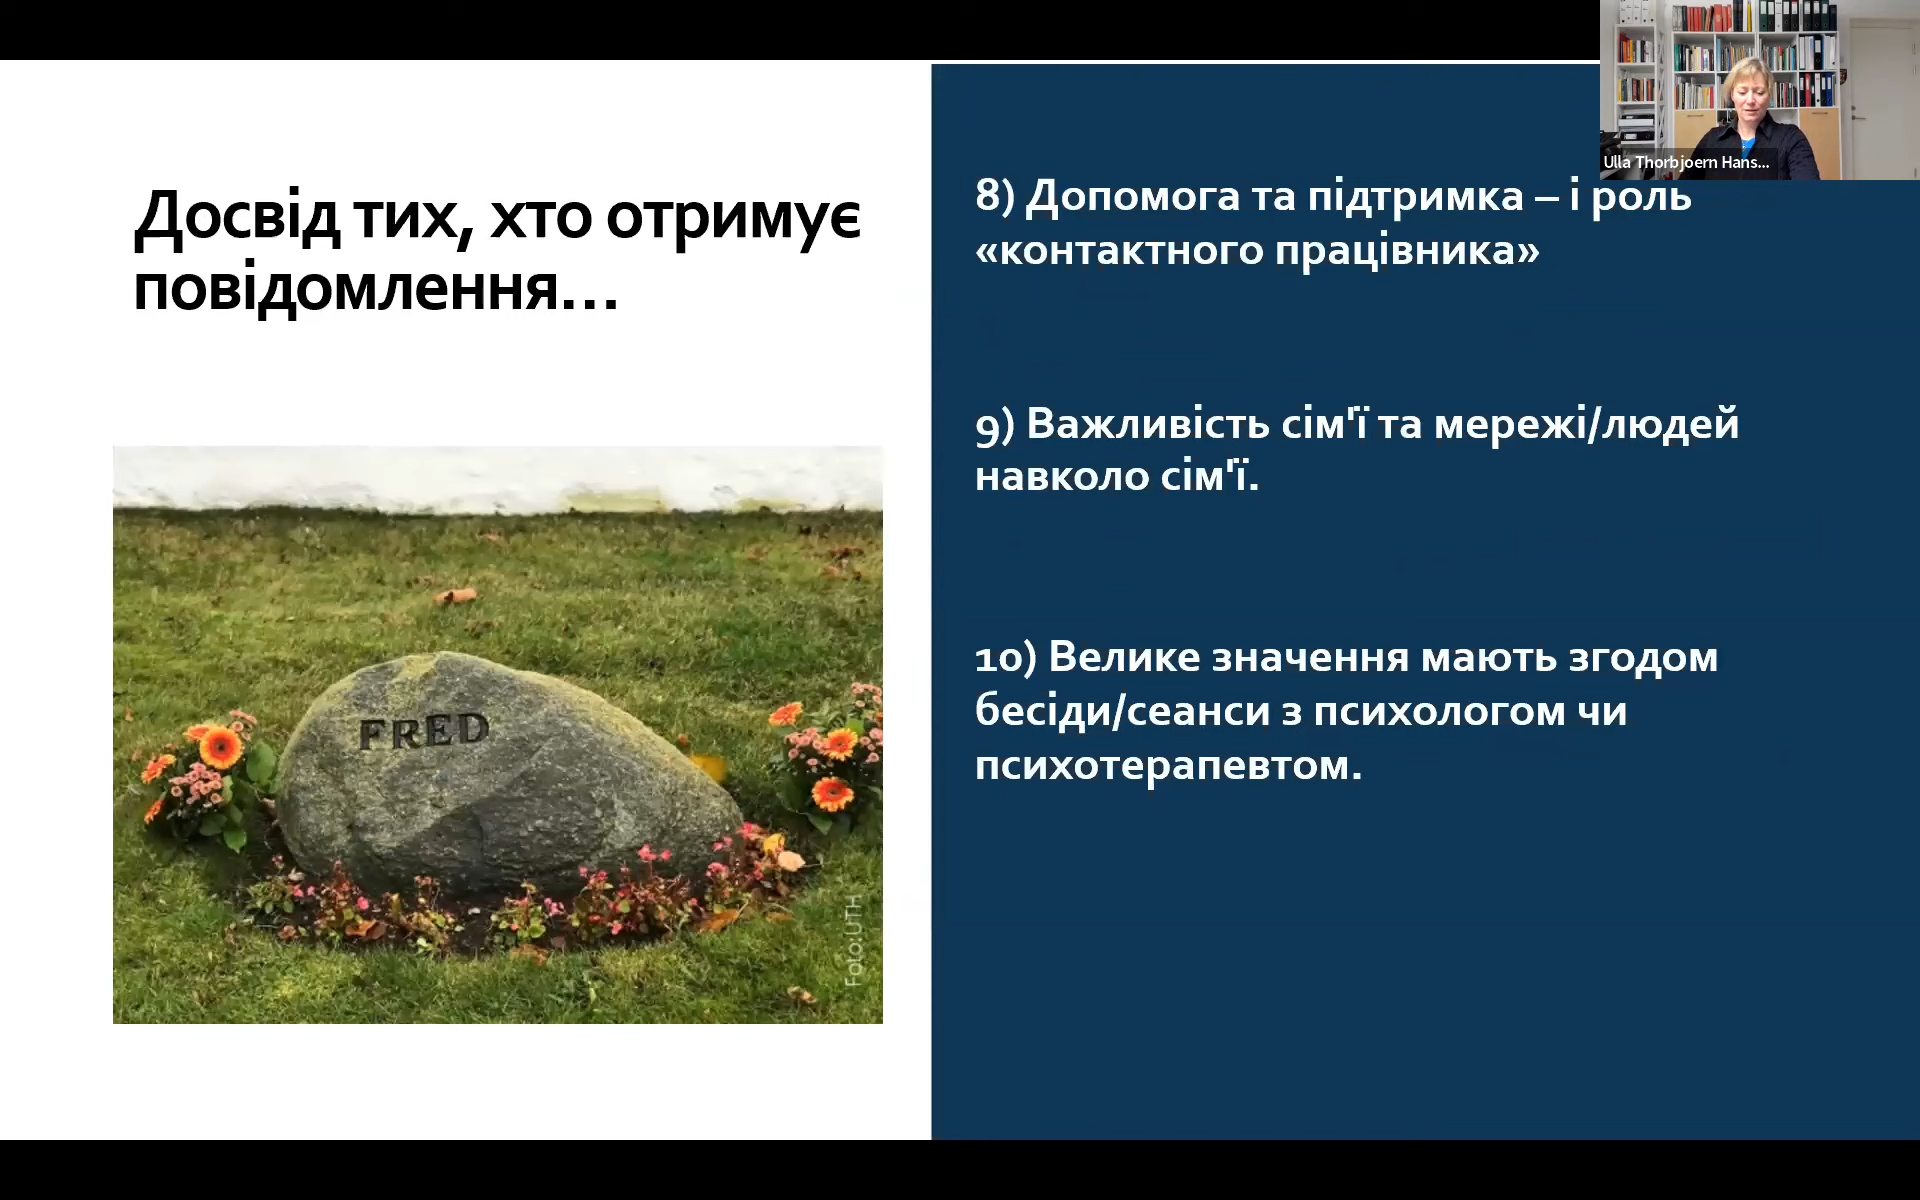 Досвід тих, хто отримує
повідомлення...
FRED
Foto:UTH
8) Допомога та підтримка – і роль
«контактного працівника»
9) Важливість сім'ї та мережі/людей
навколо сім'ї.
10) Велике значення мають згодом
бесіди/сеанси з психологом чи
психотерапевтом.
Ulla Thorbjoern Hans...